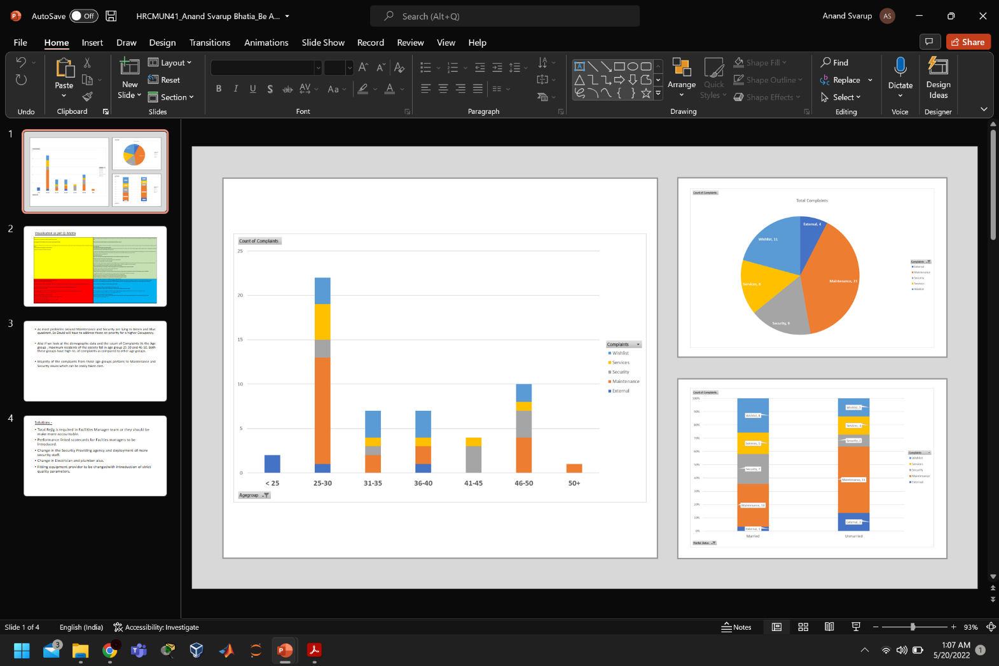 AutoSave Off HRCMUN41_Anand Svarup Bhatia_Be A... Search (Alt+Q) Anand Svarup AS
File Home Insert Draw Design Transitions Animations Slide Show Record Review View Help Share
Paste New Slide Layout Reset Section
Shape Fill Shape Outline Shape Effects
Arrange Quick Styles Find Replace Select Dictate Design Ideas
Undo Clipboard Slides Font Paragraph Drawing Editing Voice Designer
1
2
Visualisation as per Q- Matrix
3
• As most problems around Maintenance and Security are lying in Green and Blue
quadrant. So David will have to address those on priority for a higher Occupancy.
• Also if we look at the demographic data and the count of Complaints Vs the Age
group , maximum residents of the society fall in age group 25-30 and 46-50. Both
these groups have high no. of complaints as compared to other age groups.
• Majority of the complaints from these age groups pertains to Maintenance and
Security issues which can be easily taken care.
4
Solutions -
• Total Rejig is required in Facilities Manager team or they should be
make more accountable.
• Performance linked scorecards for Facities managers to be
introduced.
• Change in the Security Providing agency and deployment of more
security staff.
• Change in Electrician and plumber also.
• Fitting equipment provider to be changedwith introduction of strict
quality parameters.
Count of Complaints
25
20
15
10
5
0
< 25 25-30 31-35 36-40 41-45 46-50 50+
Agegroup
Complaints
Wishlist
Services
Security
Maintenance
External
Count of Complaints
Total Complaints
External, 4
Wishlist, 11
Maintenance, 21
Services, 8
Security, 9
Complaints
External
Maintenance
Security
Services
Wishlist
Count of Complaints
100%
90%
80%
70%
60%
50%
40%
30%
20%
10%
0%
Wishlist, 8
Services, 5
Security, 7
Maintenance, 10
External, 1
Wishlist, 3
Services, 3
Security, 2
Maintenance, 11
External, 3
Married Unmarried
Marital Status
Complaints
Wishlist
Services
Security
Maintenance
External
Slide 1 of 4 English (India) Accessibility: Investigate Notes 93%
3
1:07 AM
5/20/2022
1